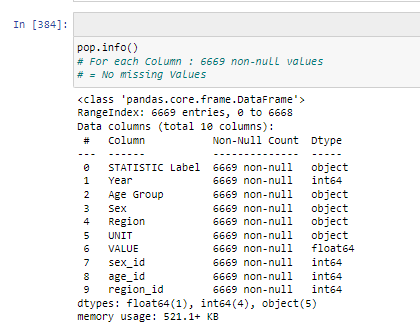 In [384]:
pop.info()
# For each Column : 6669 non-null values
# = No missing Values
<class 'pandas.core.frame.DataFrame'>
RangeIndex: 6669 entries, 0 to 6668
Data columns (total 10 columns):
 #   Column           Non-Null Count  Dtype
---  ------           --------------  -----
 0   STATISTIC Label  6669 non-null   object
 1   Year             6669 non-null   int64
 2   Age Group        6669 non-null   object
 3   Sex              6669 non-null   object
 4   Region           6669 non-null   object
 5   UNIT             6669 non-null   object
 6   VALUE            6669 non-null   float64
 7   sex_id           6669 non-null   int64
 8   age_id           6669 non-null   int64
 9   region_id        6669 non-null   int64
dtypes: float64(1), int64(4), object(5)
memory usage: 521.1+ KB